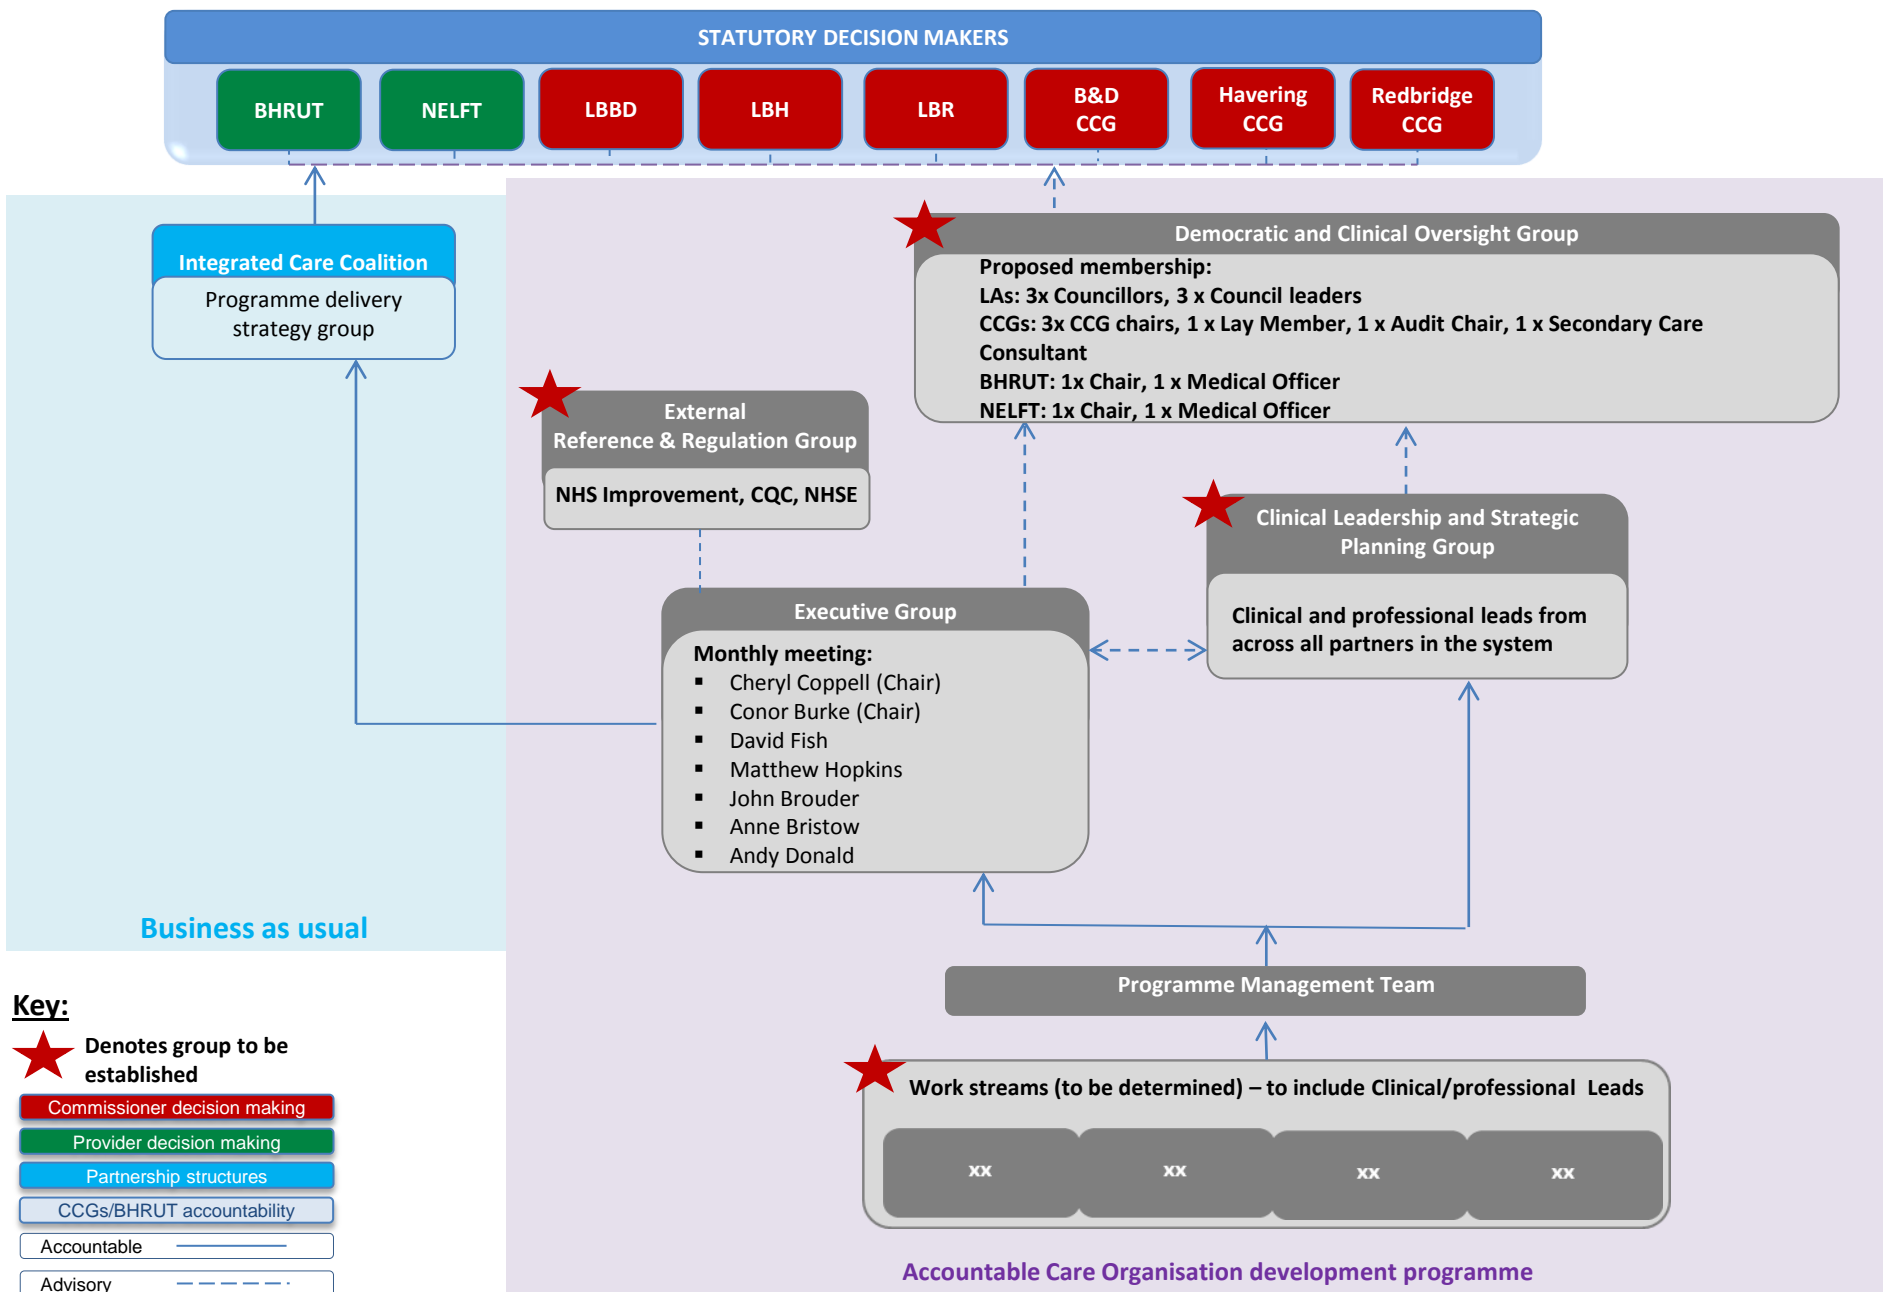 STATUTORY DECISION MAKERS
BHRUT
NELFT
LBBD
LBH
LBR
B&D
CCG
Havering
CCG
Redbridge
CCG
Integrated Care Coalition
Programme delivery
strategy group
Democratic and Clinical Oversight Group
Proposed membership:
LAs: 3x Councillors, 3 x Council leaders
CCGs: 3x CCG chairs, 1 x Lay Member, 1 x Audit Chair, 1 x Secondary Care
Consultant
BHRUT: 1x Chair, 1 x Medical Officer
NELFT: 1x Chair, 1 x Medical Officer
External
Reference & Regulation Group
NHS Improvement, CQC, NHSE
Clinical Leadership and Strategic
Planning Group
Clinical and professional leads from
across all partners in the system
Executive Group
Monthly meeting:
▪ Cheryl Coppell (Chair)
▪ Conor Burke (Chair)
▪ David Fish
▪ Matthew Hopkins
▪ John Brouder
▪ Anne Bristow
▪ Andy Donald
Business as usual
Programme Management Team
Work streams (to be determined) – to include Clinical/professional Leads
xx
xx
xx
xx
Accountable Care Organisation development programme
Key:
Denotes group to be
established
Commissioner decision making
Provider decision making
Partnership structures
CCGs/BHRUT accountability
Accountable
Advisory